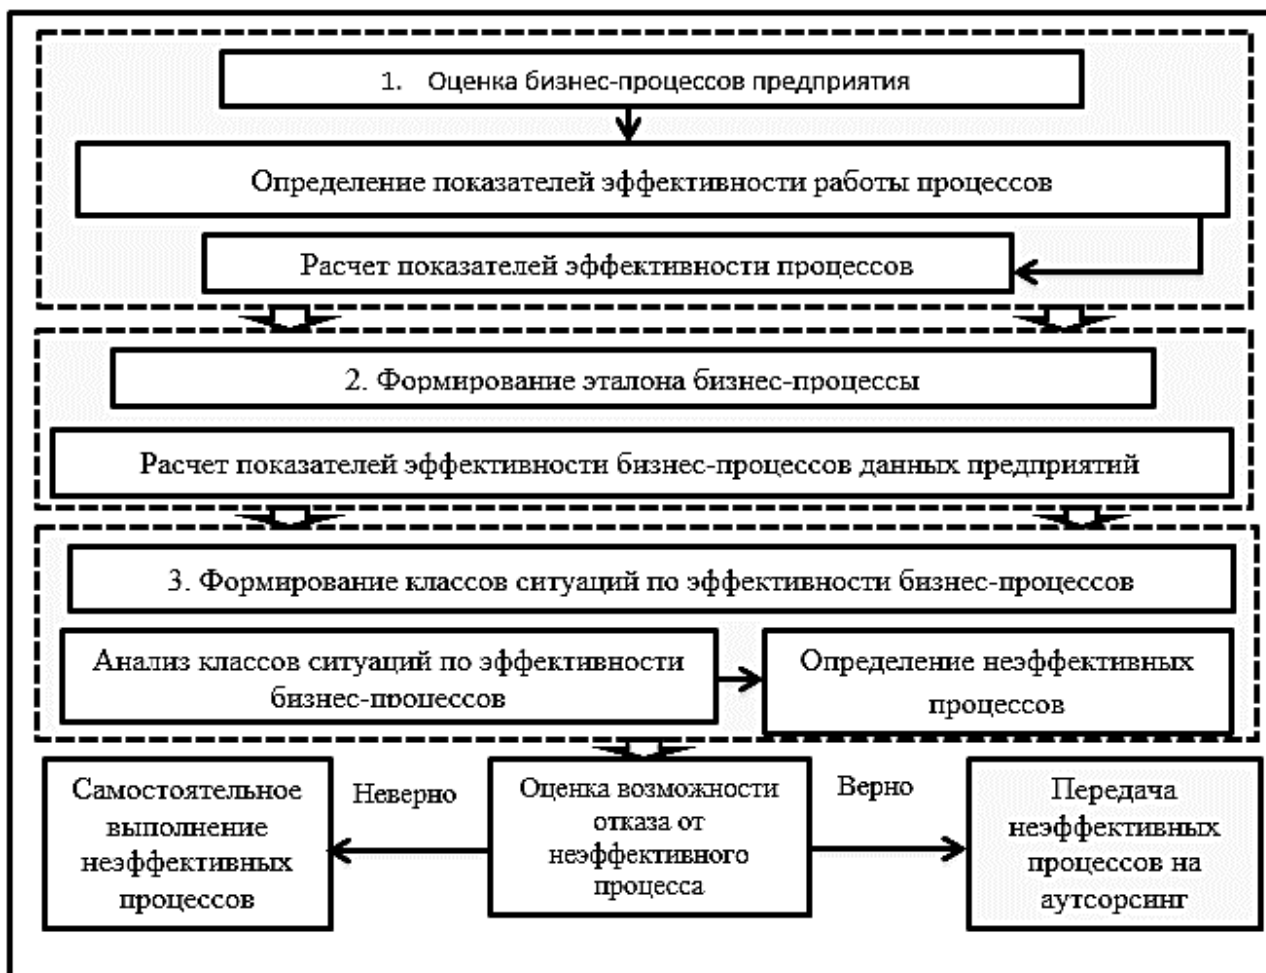 1. Оценка бизнес-процессов предприятия
Определение показателей эффективности работы процессов
Расчет показателей эффективности процессов
2. Формирование эталона бизнес-процессы
Расчет показателей эффективности бизнес-процессов данных предприятий
3. Формирование классов ситуаций по эффективности бизнес-процессов
Анализ классов ситуаций по эффективности
бизнес-процессов
Определение неэффективных
процессов
Самостоятельное
выполнение
неэффективных
процессов
Неверно
Оценка возможности
отказа от
неэффективного
процесса
Верно
Передача
неэффективных
процессов на
аутсорсинг